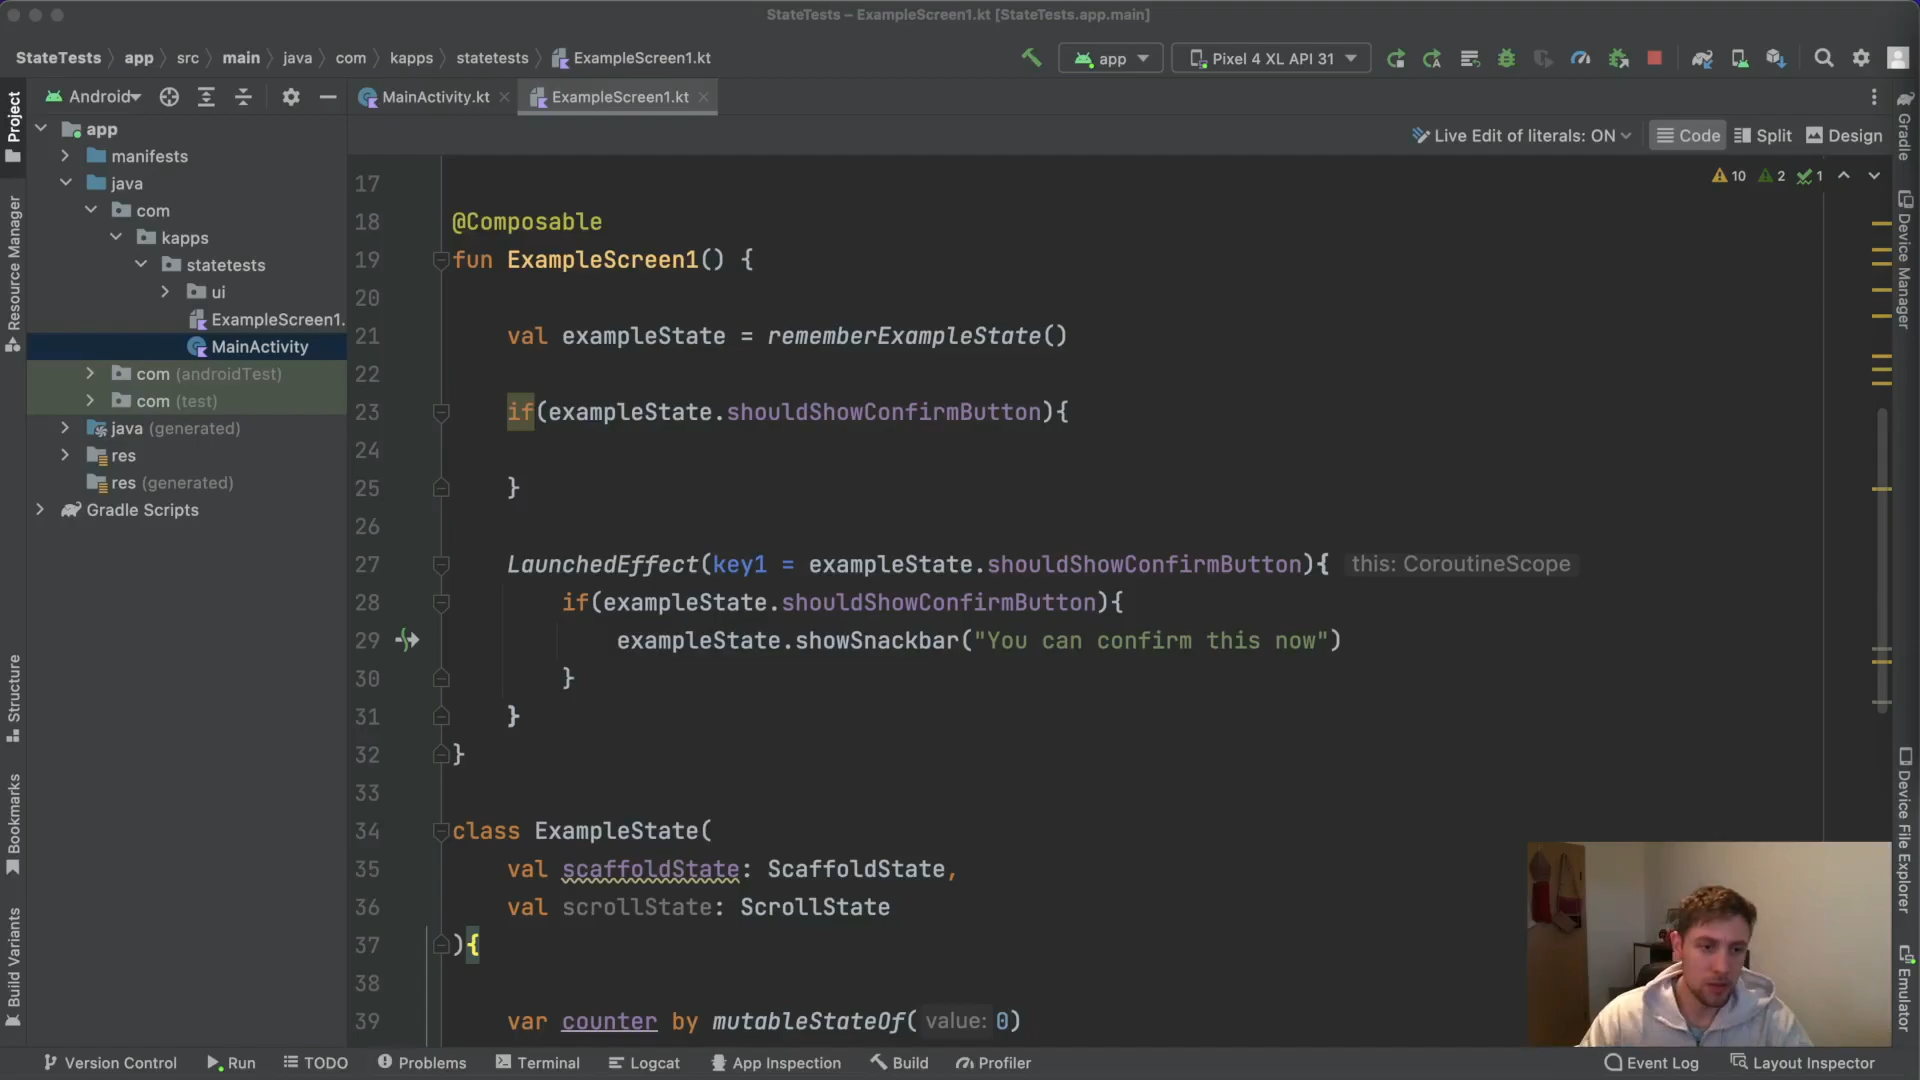 StateTests – ExampleScreen1.kt [StateTests.app.main]
StateTests app src main java com kapps statetests ExampleScreen1.kt
app
Pixel 4 XL API 31
Project
Resource Manager
Structure
Bookmarks
Build Variants
Android
MainActivity.kt
ExampleScreen1.kt
Live Edit of literals: ON
Code
Split
Design
10 2 1
app
manifests
java
com
kapps
statetests
ui
ExampleScreen1.
MainActivity
com (androidTest)
com (test)
java (generated)
res
res (generated)
Gradle Scripts
17
18 @Composable
19 fun ExampleScreen1() {
20
21 val exampleState = rememberExampleState()
22
23 if(exampleState.shouldShowConfirmButton){
24
25 }
26
27 LaunchedEffect(key1 = exampleState.shouldShowConfirmButton){ this: CoroutineScope
28 if(exampleState.shouldShowConfirmButton){
29 exampleState.showSnackbar("You can confirm this now")
30 }
31 }
32 }
33
34 class ExampleState(
35 val scaffoldState: ScaffoldState,
36 val scrollState: ScrollState
37 ){
38
39 var counter by mutableStateOf( value: 0)
Gradle
Device Manager
Device File Explorer
Emulator
Version Control
Run
TODO
Problems
Terminal
Logcat
App Inspection
Build
Profiler
Event Log
Layout Inspector